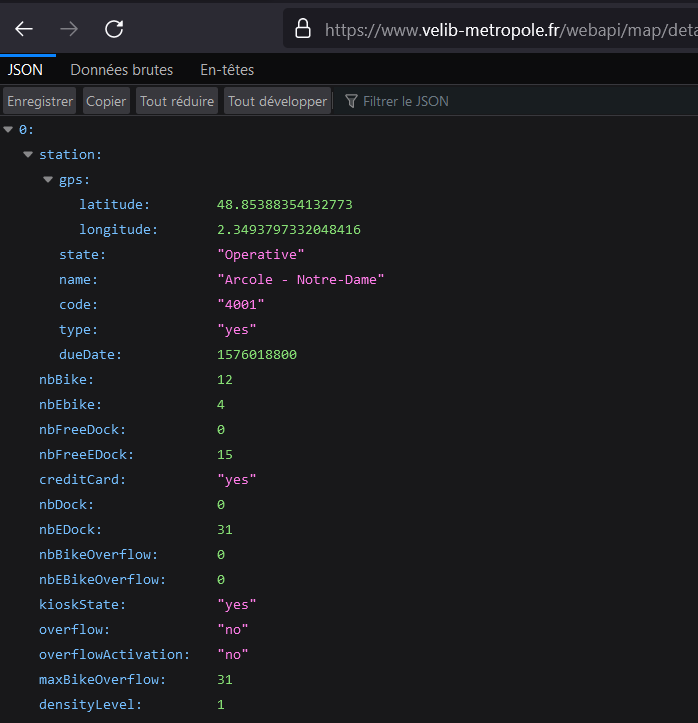 https://www.velib-metropole.fr/webapi/map/deta
JSON Données brutes En-têtes
Enregistrer Copier Tout réduire Tout développer Filtrer le JSON
0:
station:
gps:
latitude: 48.85388354132773
longitude: 2.3493797332048416
state: "Operative"
name: "Arcole - Notre-Dame"
code: "4001"
type: "yes"
dueDate: 1576018800
nbBike: 12
nbEbike: 4
nbFreeDock: 0
nbFreeEDock: 15
creditCard: "yes"
nbDock: 0
nbEDock: 31
nbBikeOverflow: 0
nbEBikeOverflow: 0
kioskState: "yes"
overflow: "no"
overflowActivation: "no"
maxBikeOverflow: 31
densityLevel: 1